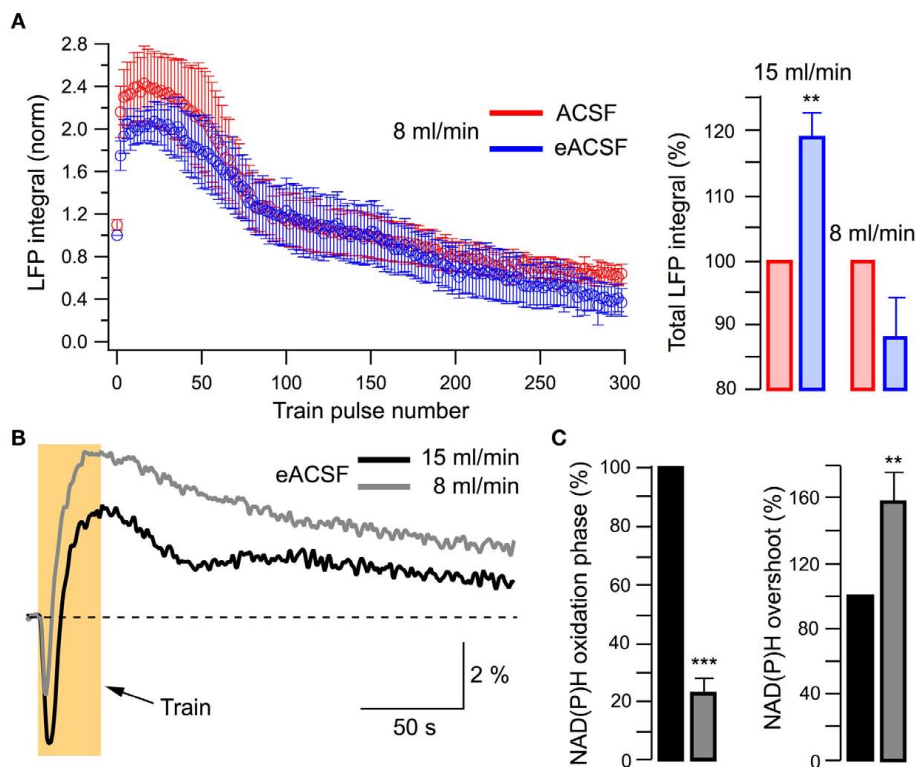 A
2.8
2.4
2.0
1.6
1.2
0.8
0.4
0.0
LFP integral (norm)
0 50 100 150 200 250 300
Train pulse number
8 ml/min
ACSF
eACSF
15 ml/min
**
8 ml/min
Total LFP integral (%)
120
110
100
90
80
B
eACSF
15 ml/min
8 ml/min
Train
2 %
50 s
C
NAD(P)H oxidation phase (%)
100
80
60
40
20
0
***
NAD(P)H overshoot (%)
160
120
80
40
0
**